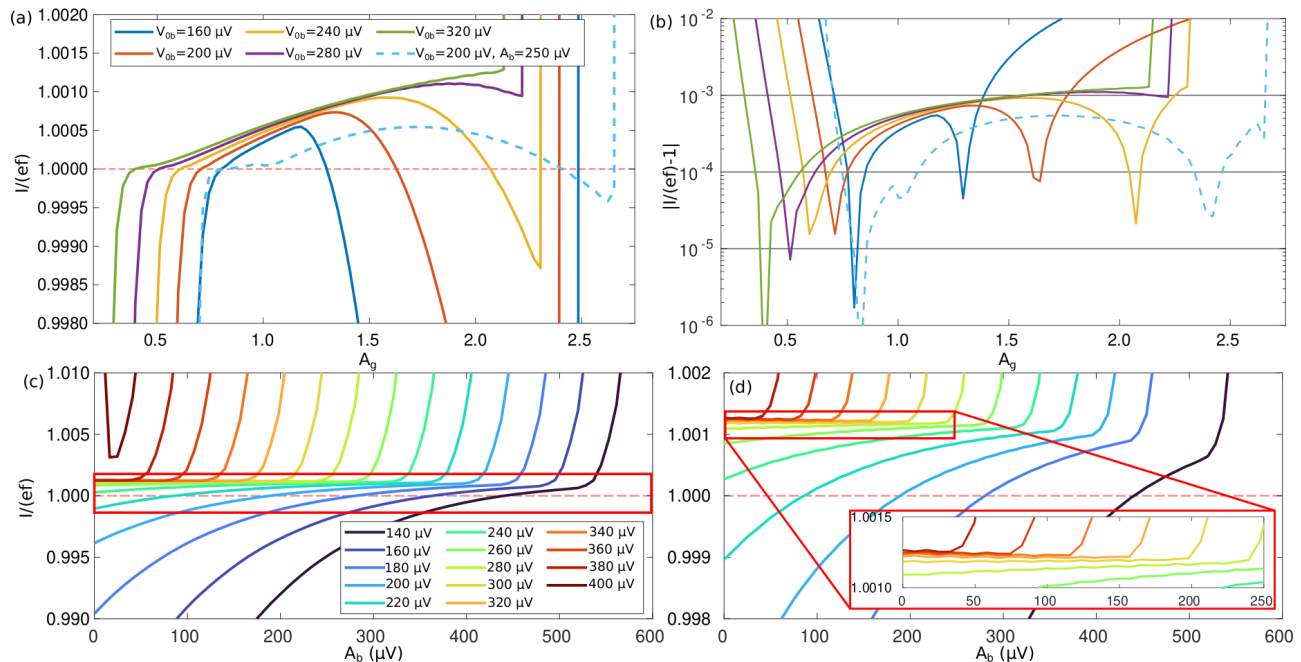 (a)
1.0020
1.0015
1.0010
1.0005
1.0000
0.9995
0.9990
0.9985
0.9980
I/(ef)
V0b=160 μV
V0b=240 μV
V0b=320 μV
V0b=200 μV
V0b=280 μV
V0b=200 μV, Ab=250 μV
0.5
1.0
1.5
2.0
2.5
Ag
(b)
10-2
10-3
10-4
10-5
10-6
|I/(ef)-1|
0.5
1.0
1.5
2.0
2.5
Ag
(c)
1.010
1.005
1.000
0.995
0.990
I/(ef)
140 μV
160 μV
180 μV
200 μV
220 μV
240 μV
260 μV
280 μV
300 μV
320 μV
340 μV
360 μV
380 μV
400 μV
0
100
200
300
400
500
600
Ab (μV)
(d)
1.002
1.001
1.000
0.999
0.998
1.0015
1.0010
0
50
100
150
200
250
0
100
200
300
400
500
600
Ab (μV)